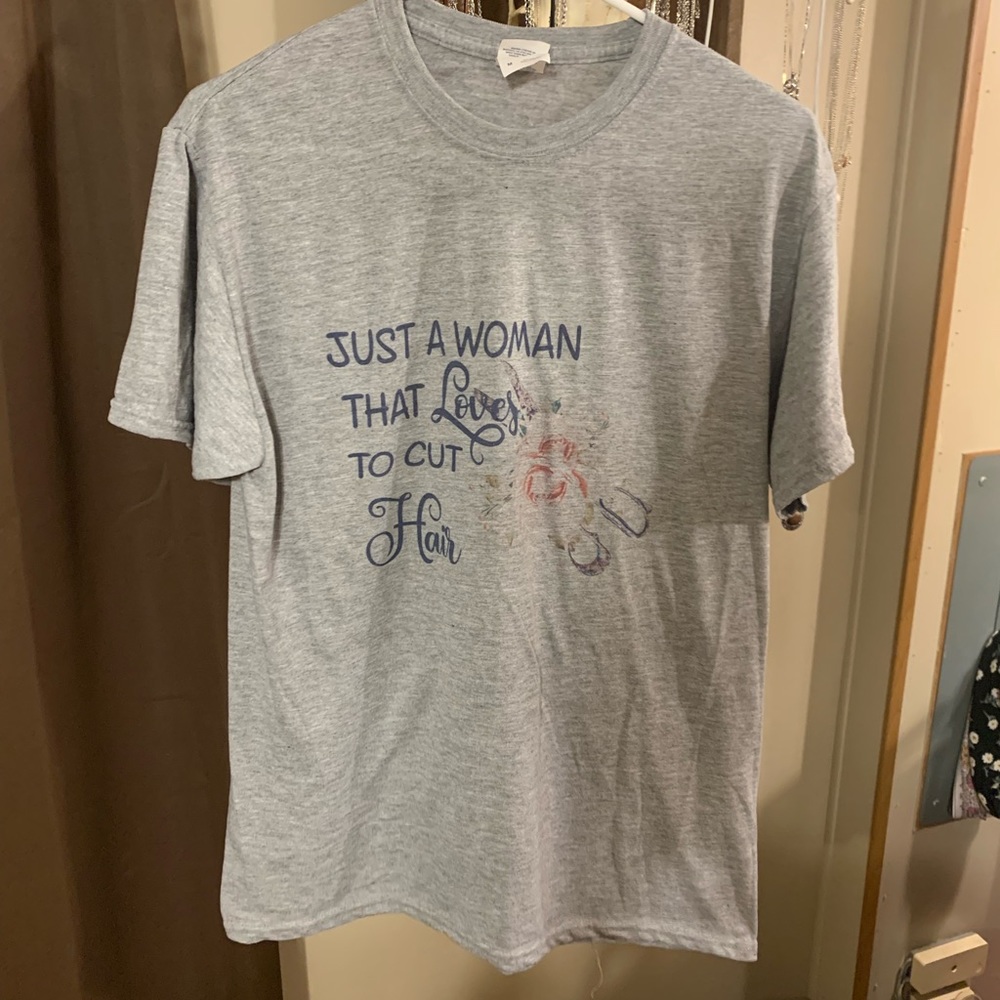 JUST A WOMAN
THAT Loves
TO CUT
Hair